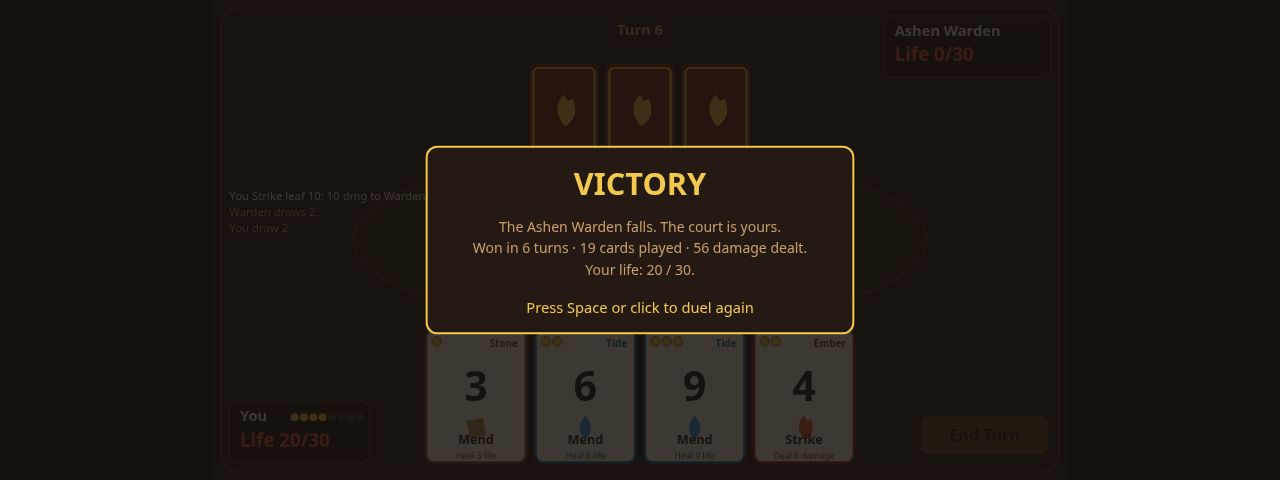 Turn 6
Ashen Warden
Life 0/30
You Strike leaf 10: 10 dmg to Warden
Warden draws 2.
You draw 2.
VICTORY
The Ashen Warden falls. The court is yours.
Won in 6 turns · 19 cards played · 56 damage dealt.
Your life: 20 / 30.
Press Space or click to duel again
Stone
3
Mend
Heal 3 life
Tide
6
Mend
Heal 6 life
Tide
9
Mend
Heal 9 life
Ember
4
Strike
Deal 6 damage
You
Life 20/30
End Turn